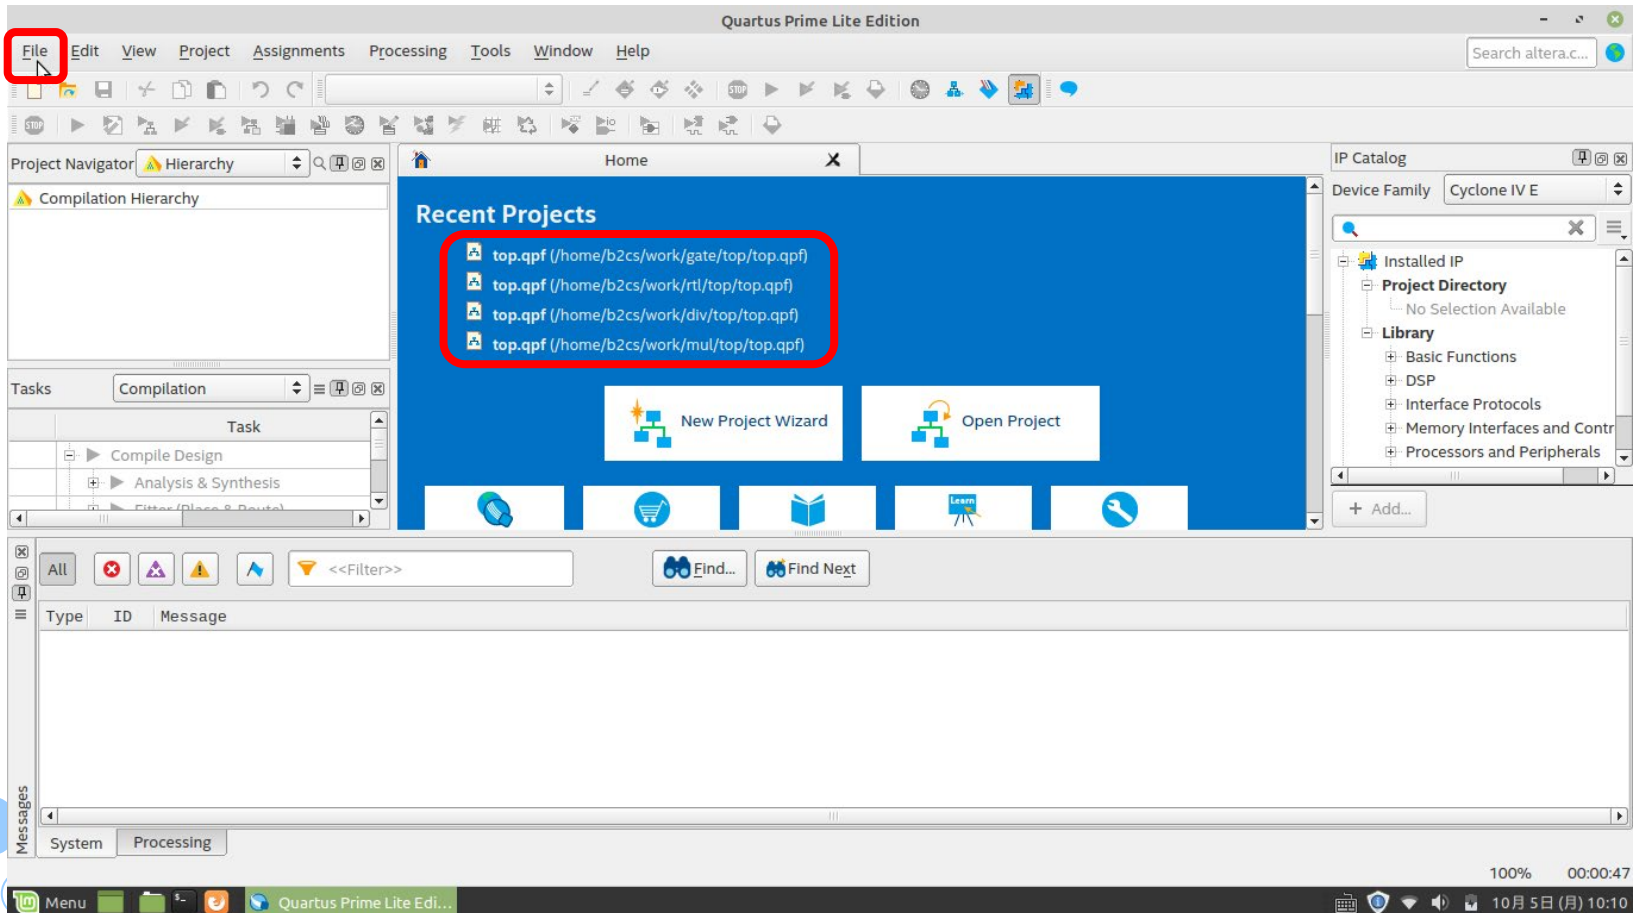 Quartus Prime Lite Edition
File Edit View Project Assignments Processing Tools Window Help
Search altera.c...
Project Navigator Hierarchy
Compilation Hierarchy
Tasks Compilation
Task
Compile Design
Analysis & Synthesis
Fitter (Place & Route)
Home
Recent Projects
top.qpf (/home/b2cs/work/gate/top/top.qpf)
top.qpf (/home/b2cs/work/rtl/top/top.qpf)
top.qpf (/home/b2cs/work/div/top/top.qpf)
top.qpf (/home/b2cs/work/mul/top/top.qpf)
New Project Wizard
Open Project
Learn
IP Catalog
Device Family Cyclone IV E
Installed IP
Project Directory
No Selection Available
Library
Basic Functions
DSP
Interface Protocols
Memory Interfaces and Contr
Processors and Peripherals
+ Add...
All <<Filter>> Find... Find Next
Type ID Message
Messages
System Processing
100% 00:00:47
Menu Quartus Prime Lite Edi... 10月 5日 (月) 10:10